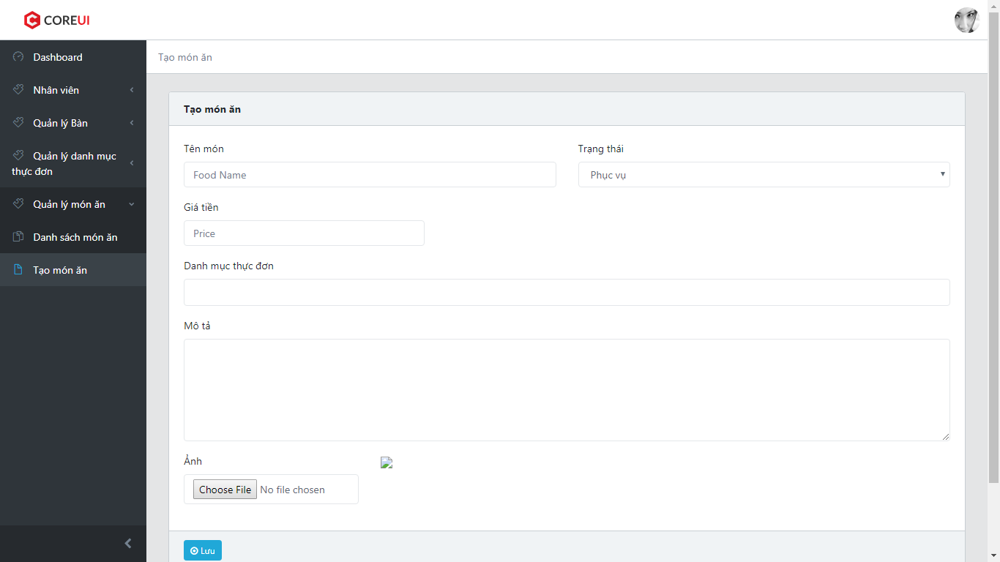 COREUI
Dashboard
Nhân viên
Quản lý Bàn
Quản lý danh mục
thực đơn
Quản lý món ăn
Danh sách món ăn
Tạo món ăn
Tạo món ăn
Tạo món ăn
Tên món
Trạng thái
Food Name
Phục vụ
Giá tiền
Price
Danh mục thực đơn
Mô tả
Ảnh
Choose File No file chosen
Lưu